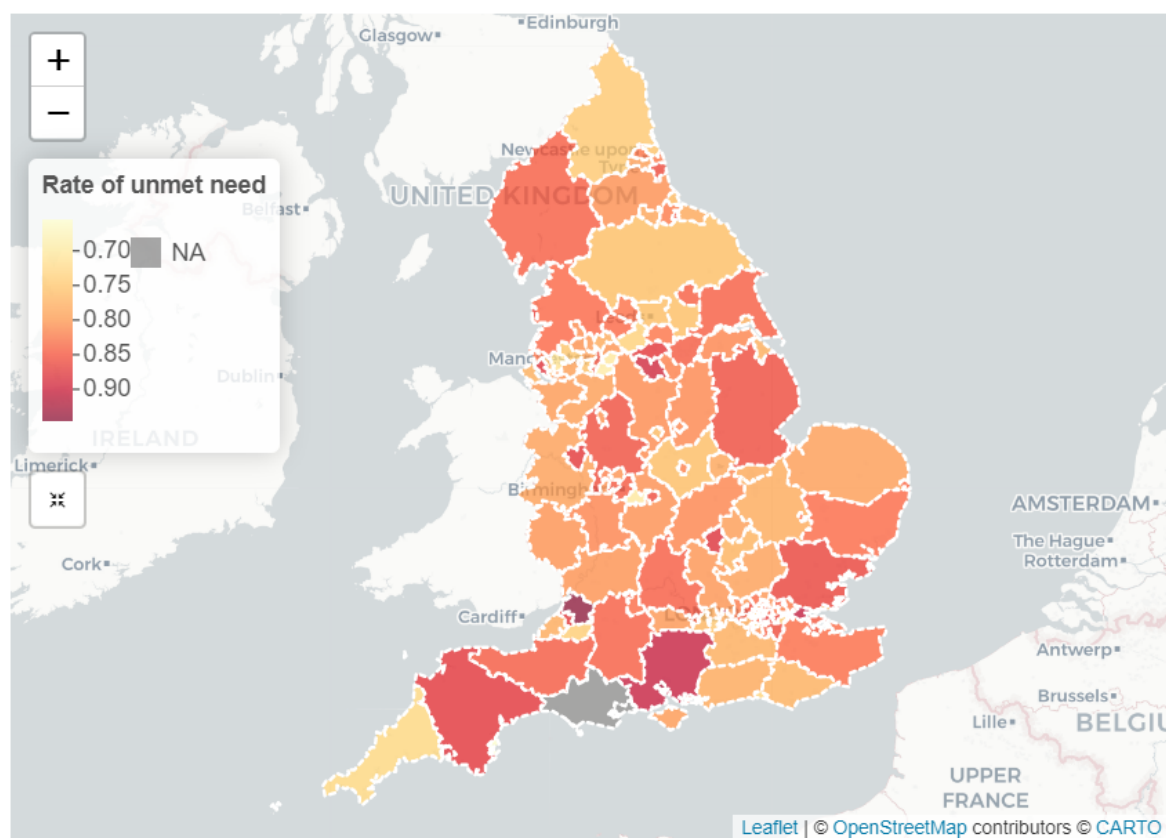 Edinburgh
Glasgow
+
−
UNITED KINGDOM
Rate of unmet need
Belfast
0.70
NA
0.75
0.80
0.85
0.90
Dublin
IRELAND
Limerick
AMSTERDAM
The Hague
Rotterdam
Cork
Cardiff
Antwerp
Brussels
Lille
BELGIU
UPPER
FRANCE
Leaflet | © OpenStreetMap contributors © CARTO